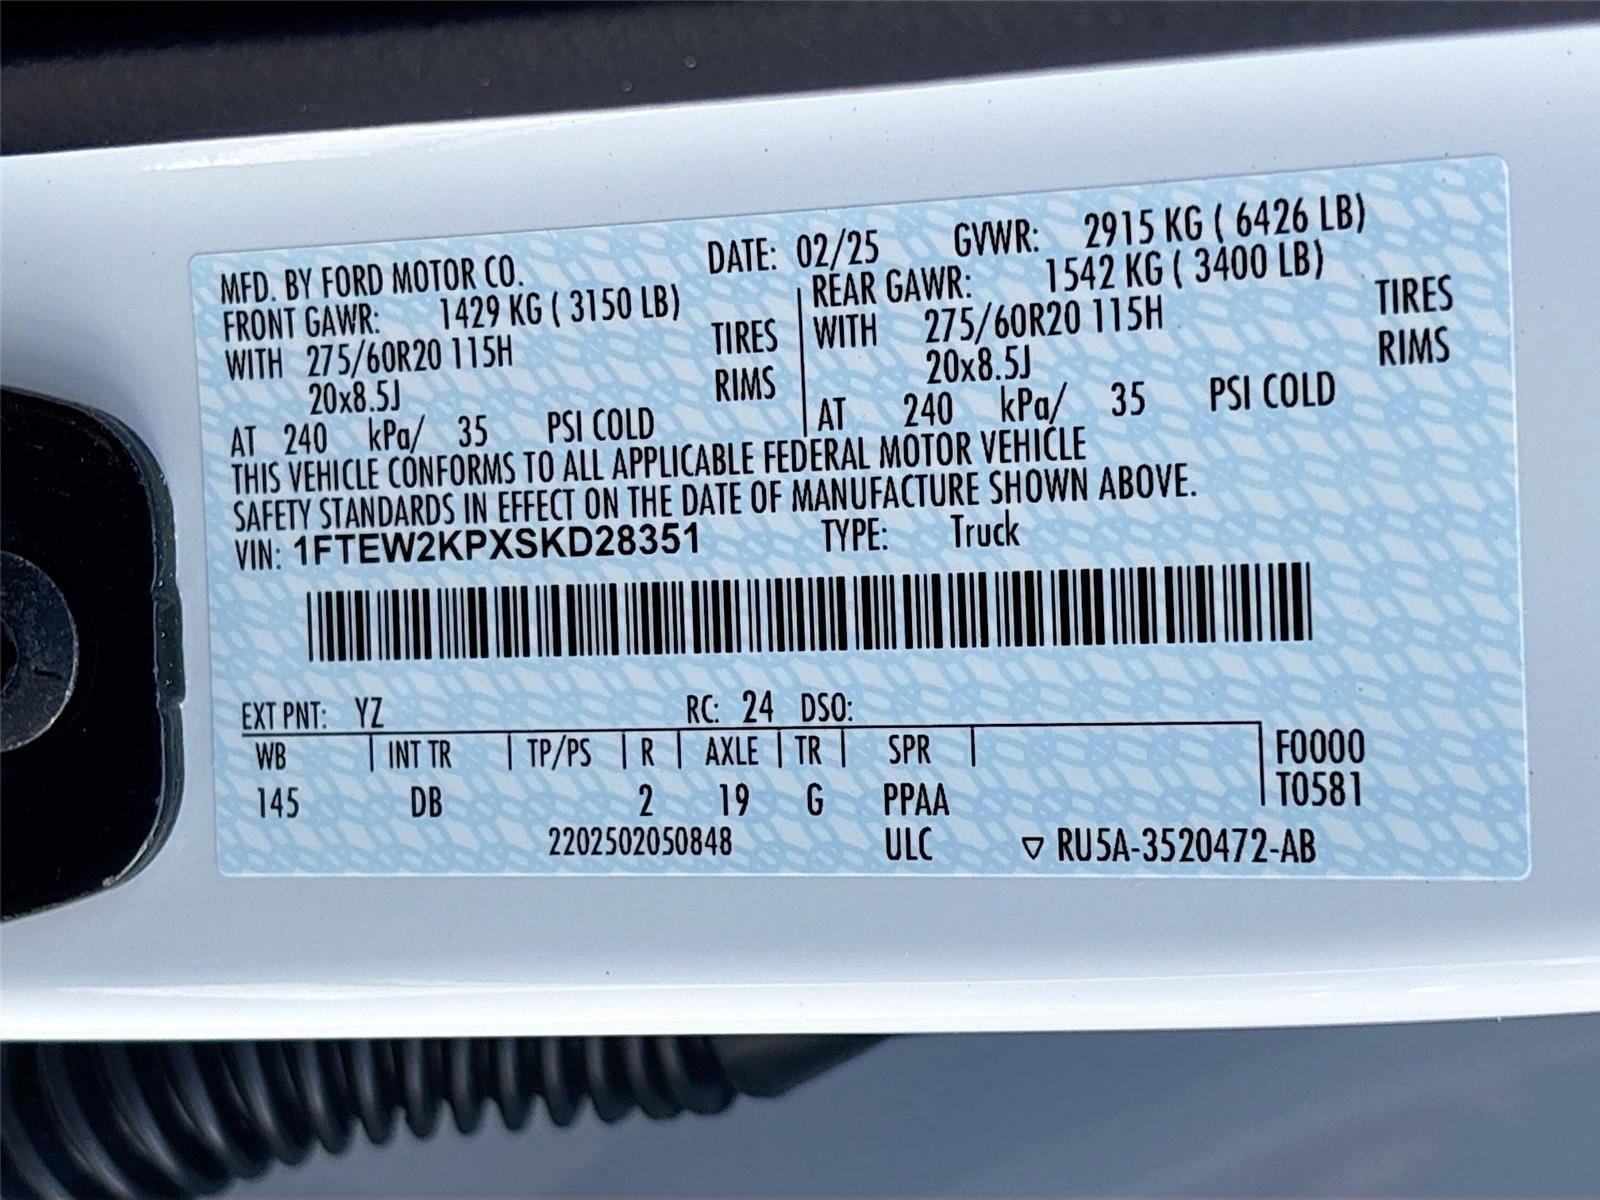 MFD. BY FORD MOTOR CO. DATE: 02/25 GVWR: 2915 KG ( 6426 LB)
FRONT GAWR: 1429 KG ( 3150 LB) REAR GAWR: 1542 KG ( 3400 LB)
WITH 275/60R20 115H TIRES WITH 275/60R20 115H TIRES
20x8.5J RIMS 20x8.5J RIMS
AT 240 kPa/ 35 PSI COLD AT 240 kPa/ 35 PSI COLD
THIS VEHICLE CONFORMS TO ALL APPLICABLE FEDERAL MOTOR VEHICLE
SAFETY STANDARDS IN EFFECT ON THE DATE OF MANUFACTURE SHOWN ABOVE.
VIN: 1FTEW2KPXSKD28351 TYPE: Truck
EXT PNT: YZ RC: 24 DSO:
WB | INT TR | TP/PS | R | AXLE | TR | SPR | F0000
145 DB 2 19 G PPAA T0581
2202502050848 ULC ▽ RU5A-3520472-AB